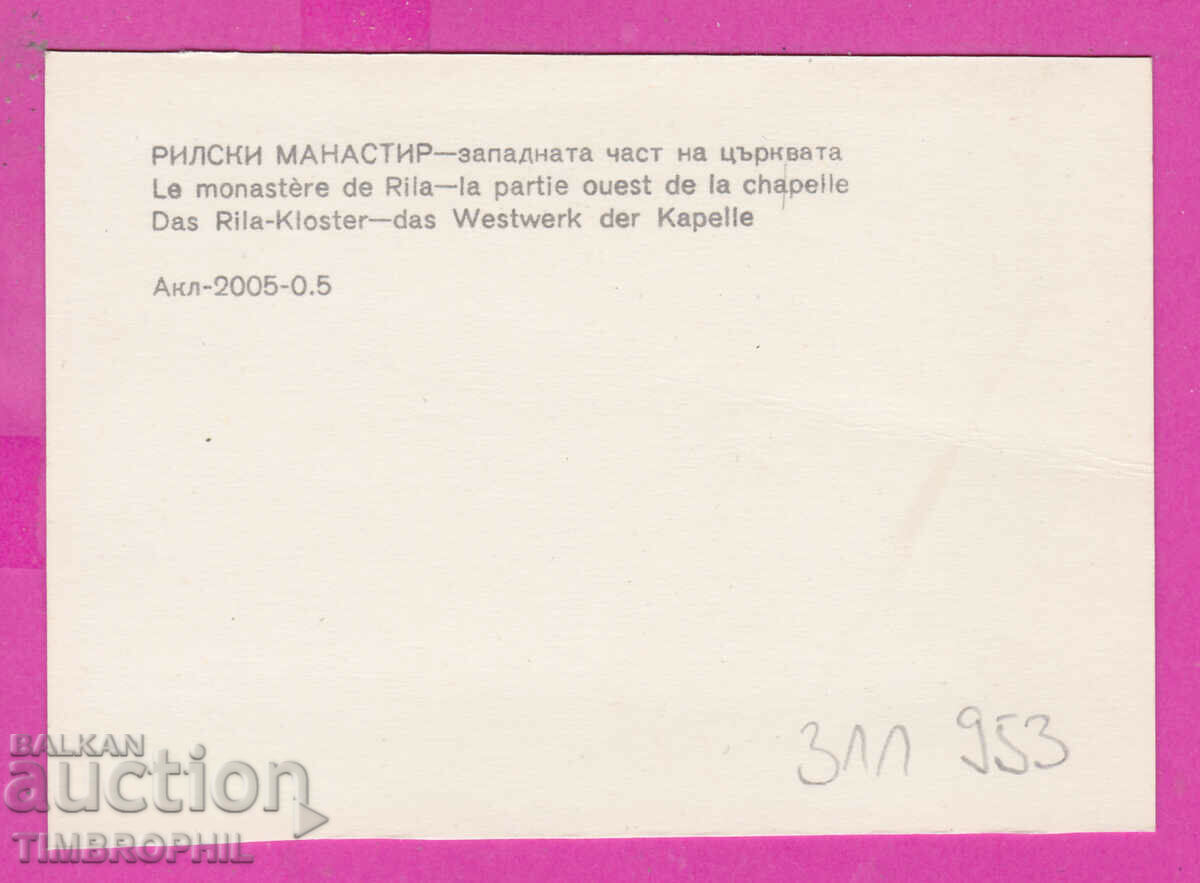 РИЛСКИ МАНАСТИР—западната част на църквата
Le monastère de Rila—la partie ouest de la chapelle
Das Rila-Kloster—das Westwerk der Kapelle
Акл-2005-0.5
311 953
BALKAN
auction
TIMBROPHIL